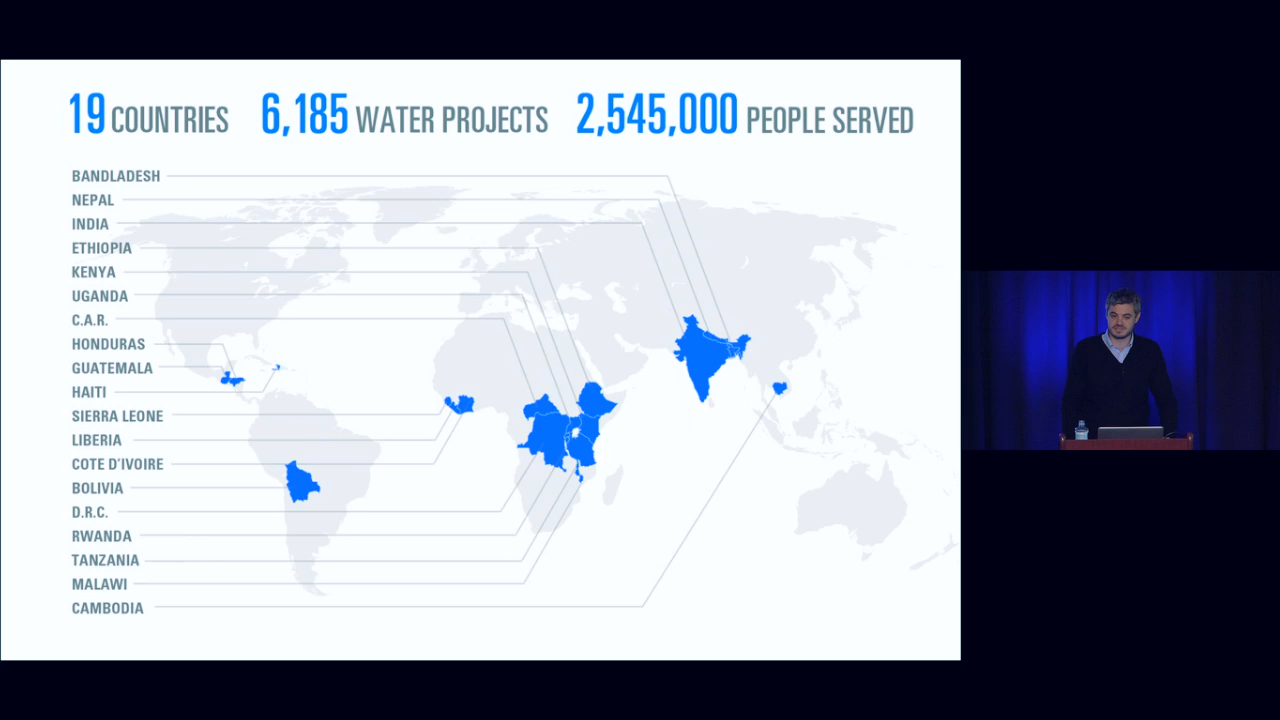 19 COUNTRIES 6,185 WATER PROJECTS 2,545,000 PEOPLE SERVED
BANDLADESH
NEPAL
INDIA
ETHIOPIA
KENYA
UGANDA
C.A.R.
HONDURAS
GUATEMALA
HAITI
SIERRA LEONE
LIBERIA
COTE D'IVOIRE
BOLIVIA
D.R.C.
RWANDA
TANZANIA
MALAWI
CAMBODIA